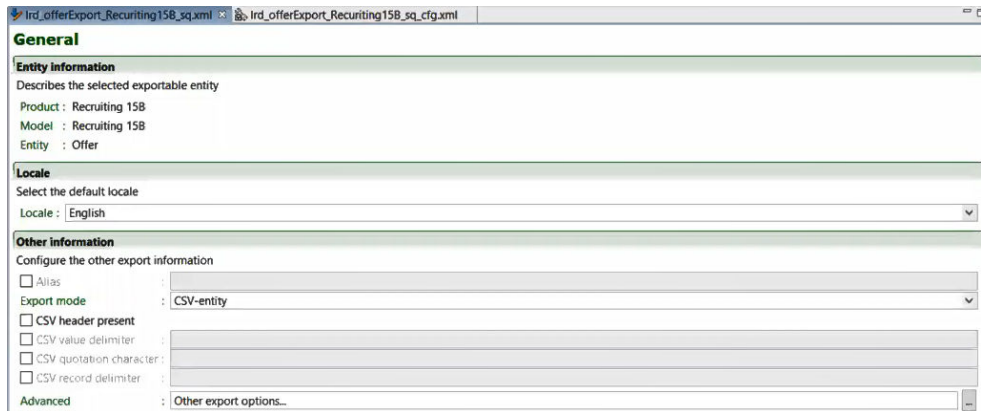 lrd_offerExport_Recuriting15B_sq.xml lrd_offerExport_Recuriting15B_sq_cfg.xml
General
Entity information
Describes the selected exportable entity
Product : Recruiting 15B
Model : Recruiting 15B
Entity : Offer
Locale
Select the default locale
Locale : English
Other information
Configure the other export information
Alias :
Export mode : CSV-entity
CSV header present
CSV value delimiter :
CSV quotation character :
CSV record delimiter :
Advanced : Other export options... ...